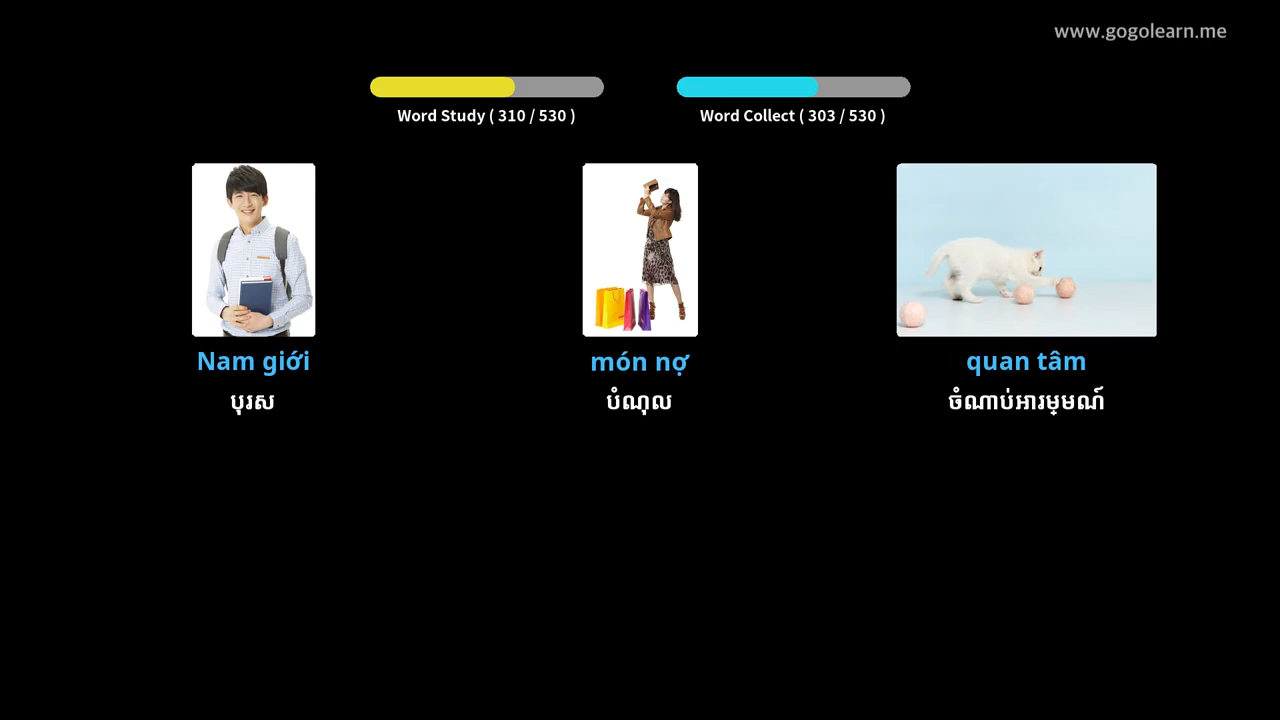 www.gogolearn.me
Word Study ( 310 / 530 )
Word Collect ( 303 / 530 )
Nam giới
món nợ
quan tâm
បុរស
បំណុល
ចំណាប់អារម្មណ៍